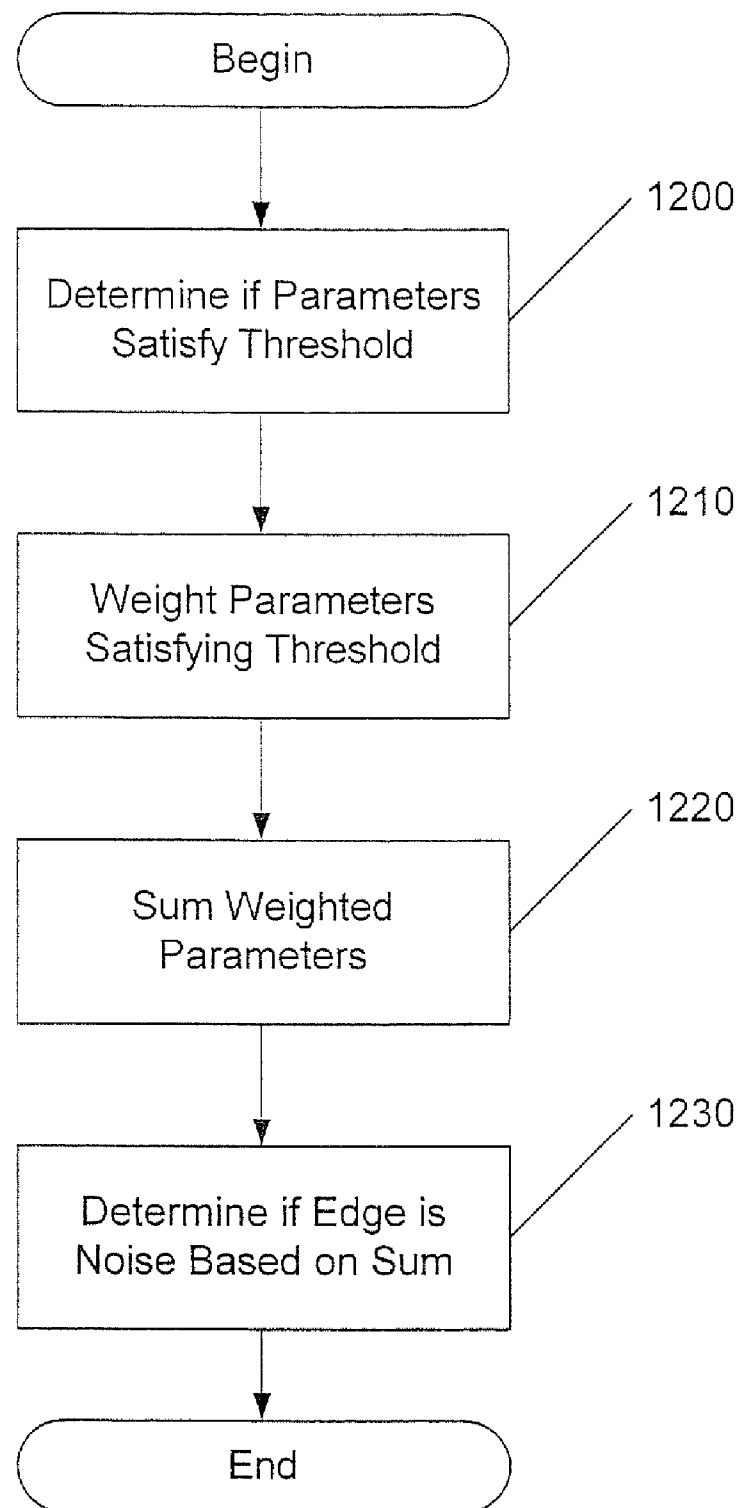 Begin
1200
Determine if Parameters
Satisfy Threshold
1210
Weight Parameters
Satisfying Threshold
1220
Sum Weighted
Parameters
1230
Determine if Edge is
Noise Based on Sum
End